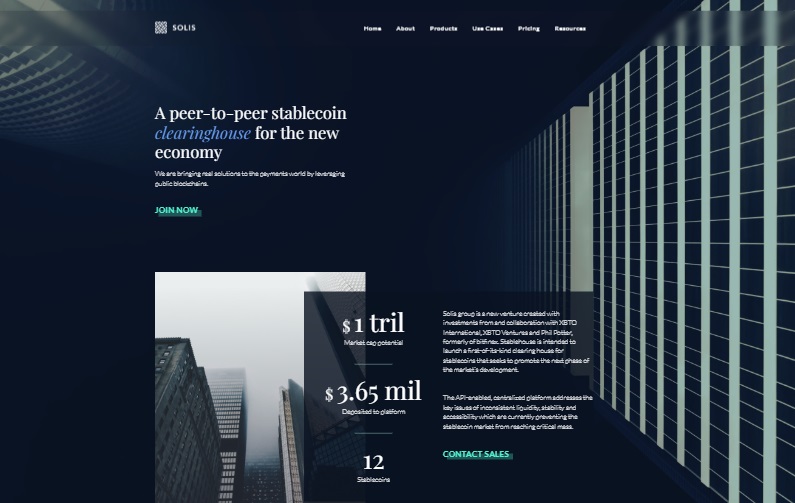 SOLIS
Home About Products Use Cases Pricing Resources
A peer-to-peer stablecoin
clearinghouse for the new
economy
We are bringing real solutions to the payments world by leveraging
public blockchains.
JOIN NOW
$ 1 tril
Market cap potential
$ 3.65 mil
Deposited to platform
12
Stablecoins
Solis group is a new venture created with
investments from and collaboration with XBTO
International, XBTO Ventures and Phil Potter,
formerly of bitfinex. Stablehouse is intended to
launch a first-of-its-kind clearing house for
stablecoins that seeks to promote the next phase of
the market's development.
The API-enabled, centralized platform addresses the
key issues of inconsistent liquidity, stability and
accessibility which are currently preventing the
stablecoin market from reaching critical mass.
CONTACT SALES